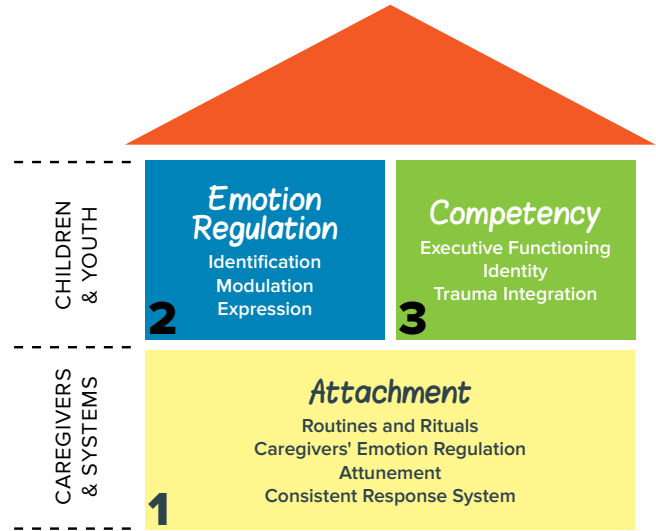 CHILDREN
& YOUTH
Emotion
Regulation
Identification
Modulation
Expression
2
Competency
Executive Functioning
Identity
Trauma Integration
3
CAREGIVERS
& SYSTEMS
Attachment
Routines and Rituals
Caregivers' Emotion Regulation
Attunement
Consistent Response System
1